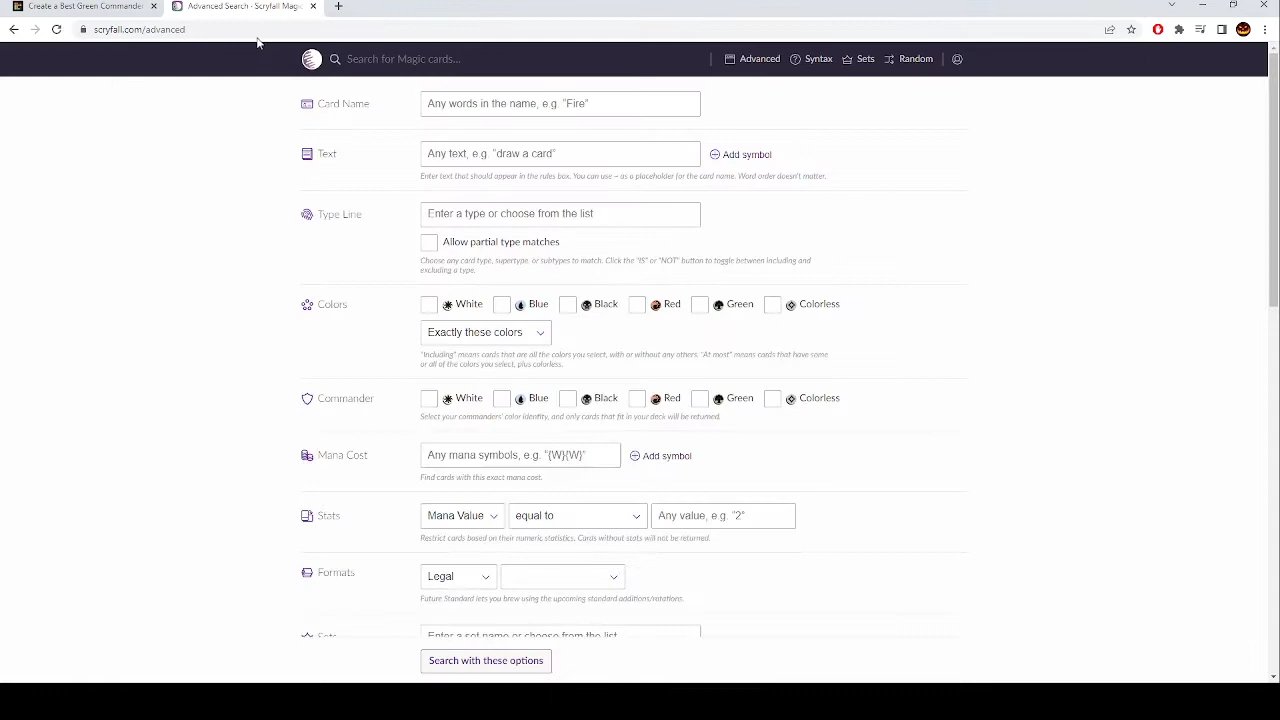 Create a Best Green Commander
Advanced Search · Scryfall Magic
scryfall.com/advanced
Search for Magic cards...
Advanced
Syntax
Sets
Random
Card Name
Any words in the name, e.g. “Fire”
Text
Any text, e.g. “draw a card”
Add symbol
Enter text that should appear in the rules box. You can use ~ as a placeholder for the card name. Word order doesn't matter.
Type Line
Enter a type or choose from the list
Allow partial type matches
Choose any card type, supertype, or subtypes to match. Click the "IS" or "NOT" button to toggle between including and
excluding a type.
Colors
White
Blue
Black
Red
Green
Colorless
Exactly these colors
"Including" means cards that are all the colors you select, with or without any others. "At most" means cards that have some
or all of the colors you select, plus colorless.
Commander
White
Blue
Black
Red
Green
Colorless
Select your commanders' color identity, and only cards that fit in your deck will be returned.
Mana Cost
Any mana symbols, e.g. “{W}{W}”
Add symbol
Find cards with this exact mana cost.
Stats
Mana Value
equal to
Any value, e.g. “2”
Restrict cards based on their numeric statistics. Cards without stats will not be returned.
Formats
Legal
Future Standard lets you brew using the upcoming standard additions/rotations.
Sets
Enter a set name or choose from the list
Search with these options